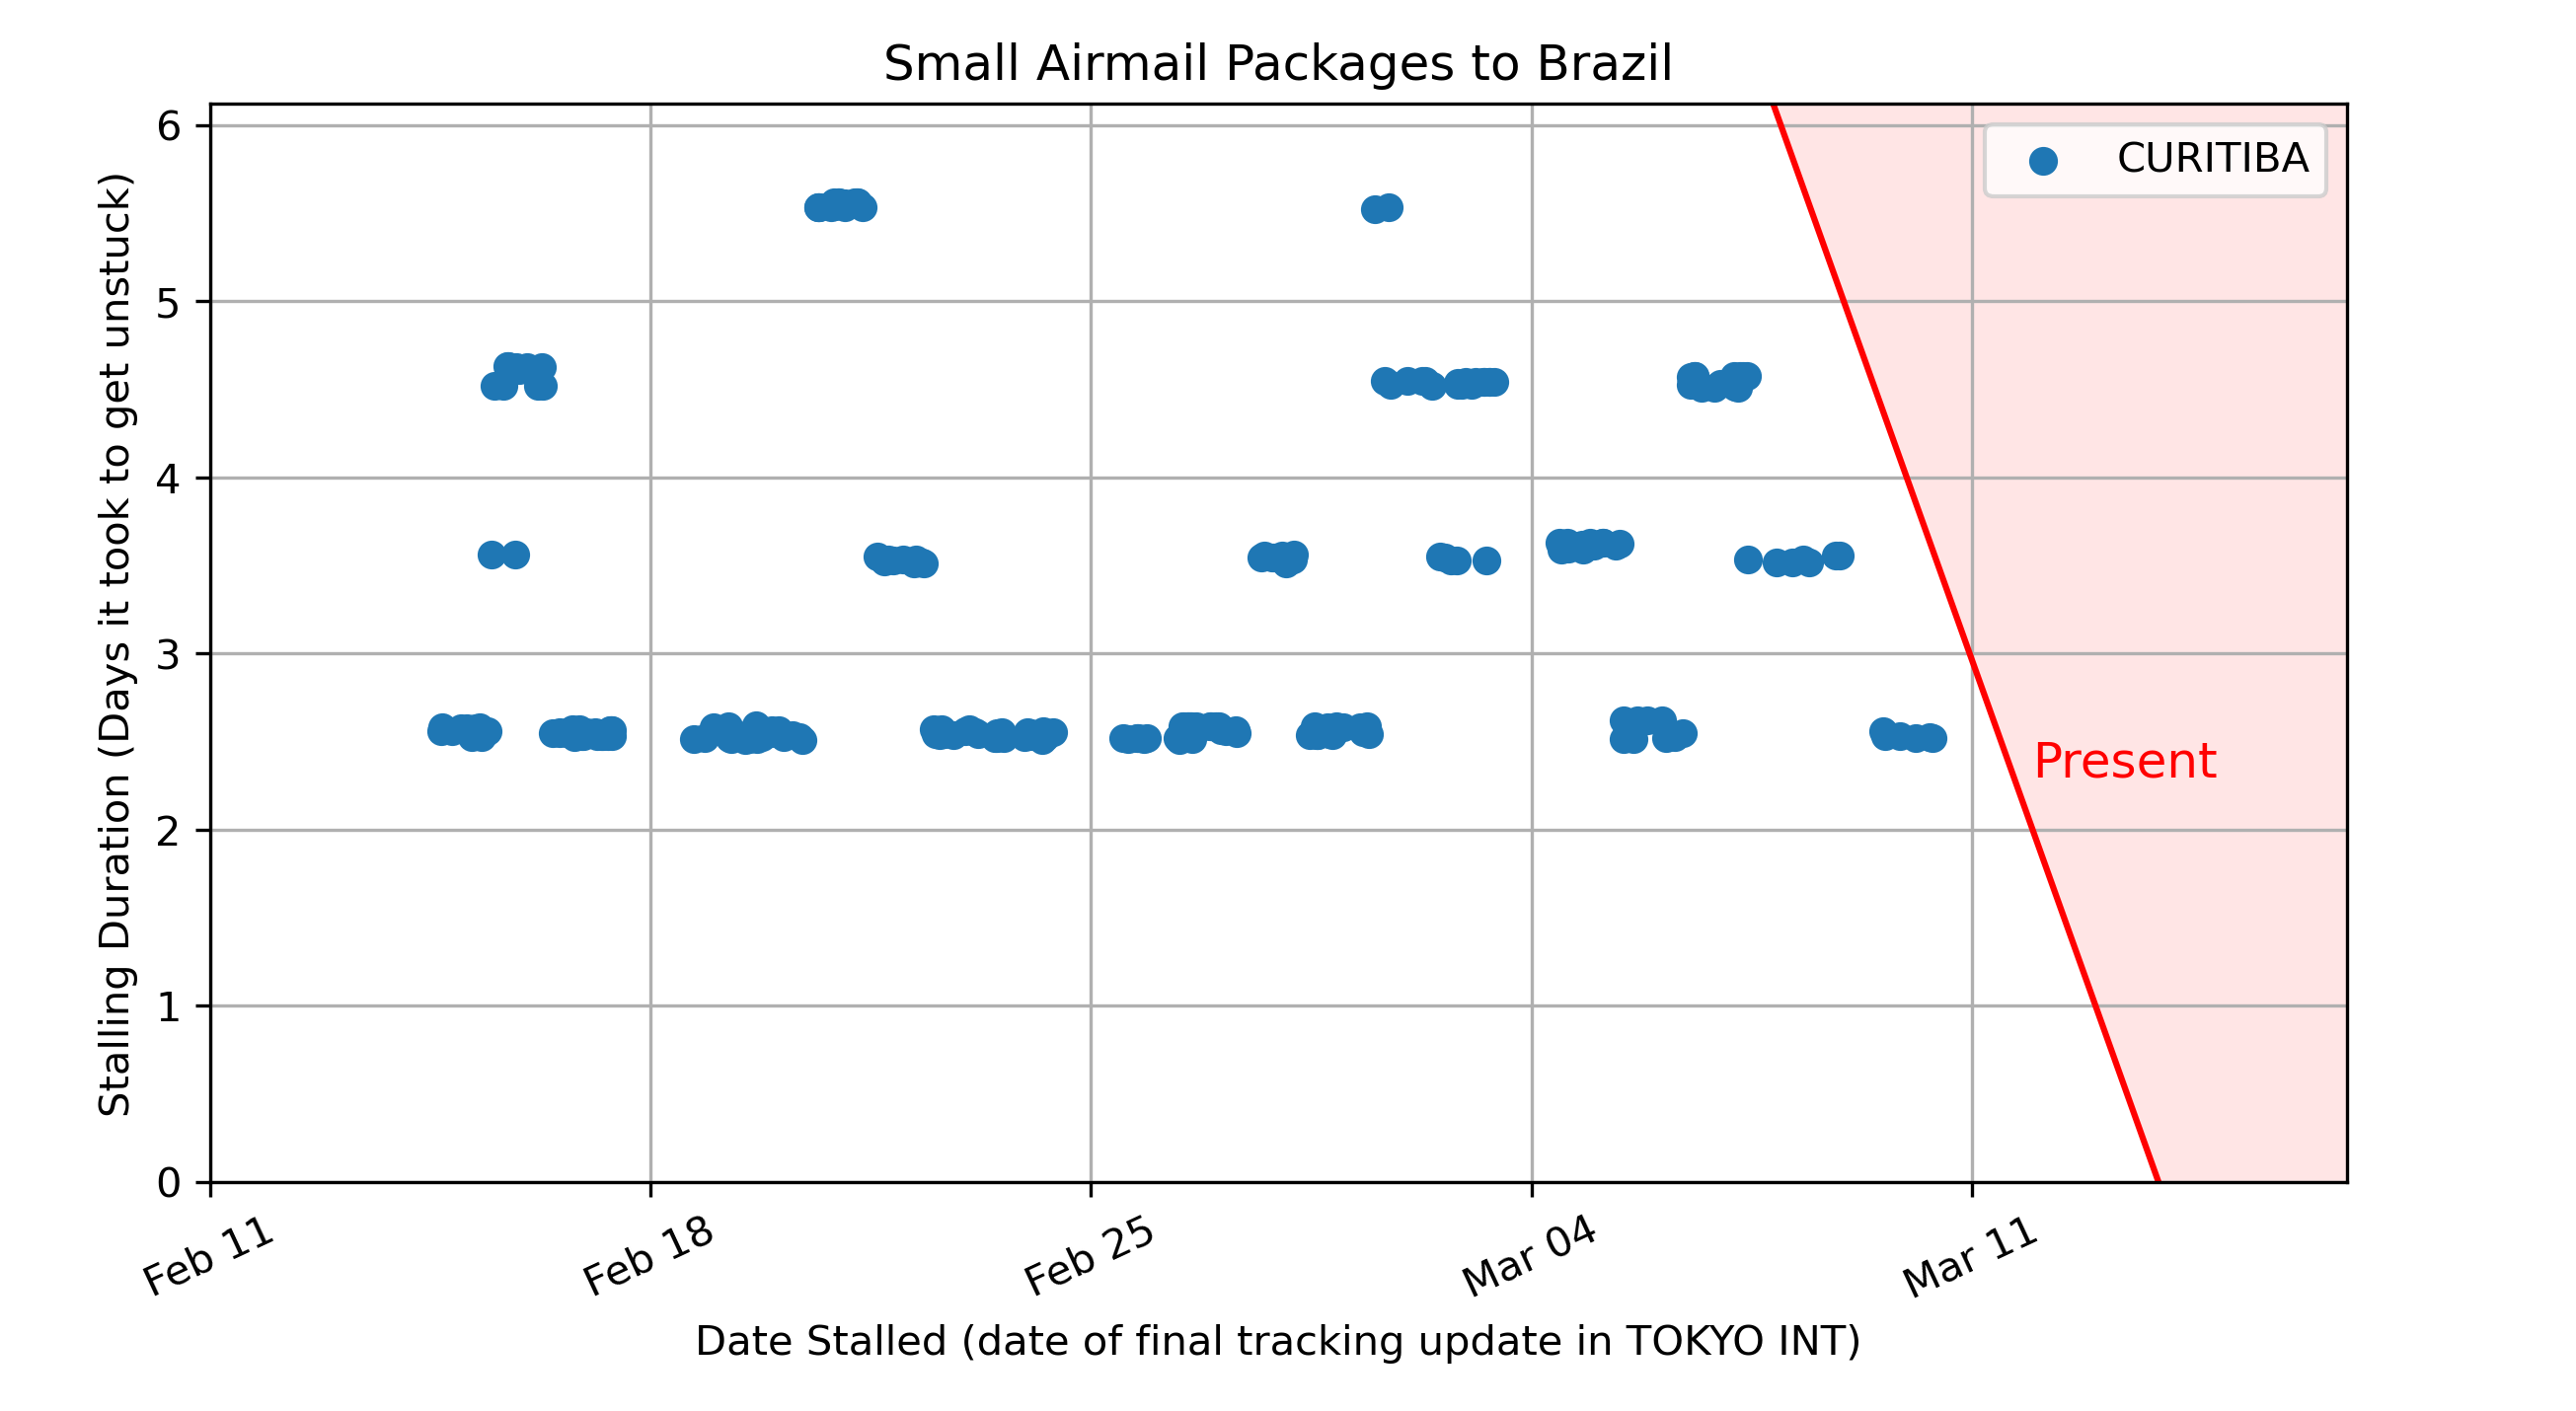 Small Airmail Packages to Brazil
Stalling Duration (Days it took to get unstuck)
6
5
4
3
2
1
0
CURITIBA
Present
Feb 11
Feb 18
Feb 25
Mar 04
Mar 11
Date Stalled (date of final tracking update in TOKYO INT)